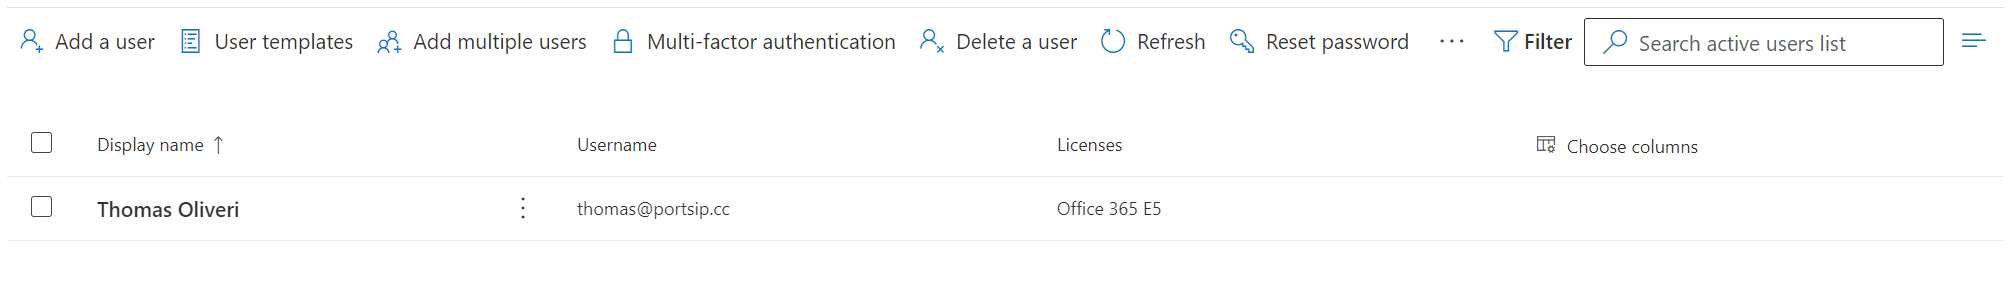 Add a user User templates Add multiple users Multi-factor authentication Delete a user Refresh Reset password ... Filter Search active users list
Display name ↑ Username Licenses Choose columns
Thomas Oliveri thomas@portsip.cc Office 365 E5